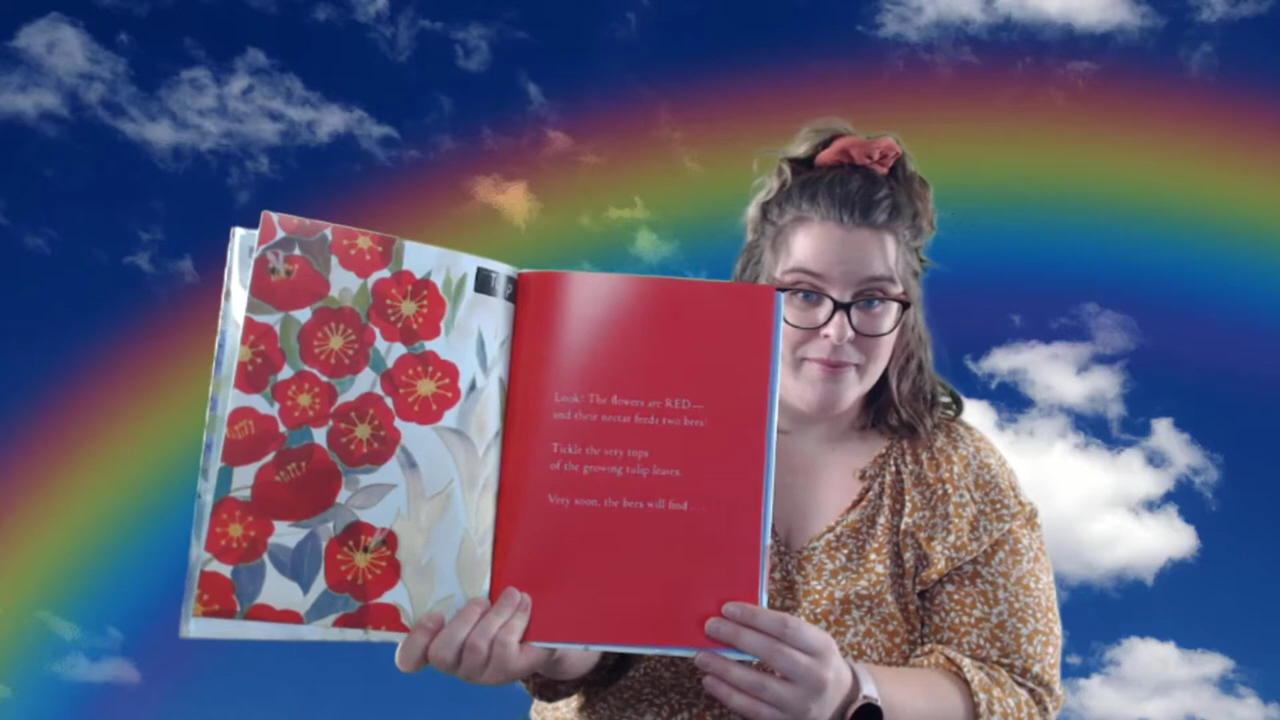 Look! The flowers are RED—
and their nectar feeds two bees!
Tickle the very tops
of the growing tulip leaves.
Very soon, the bees will find . . .